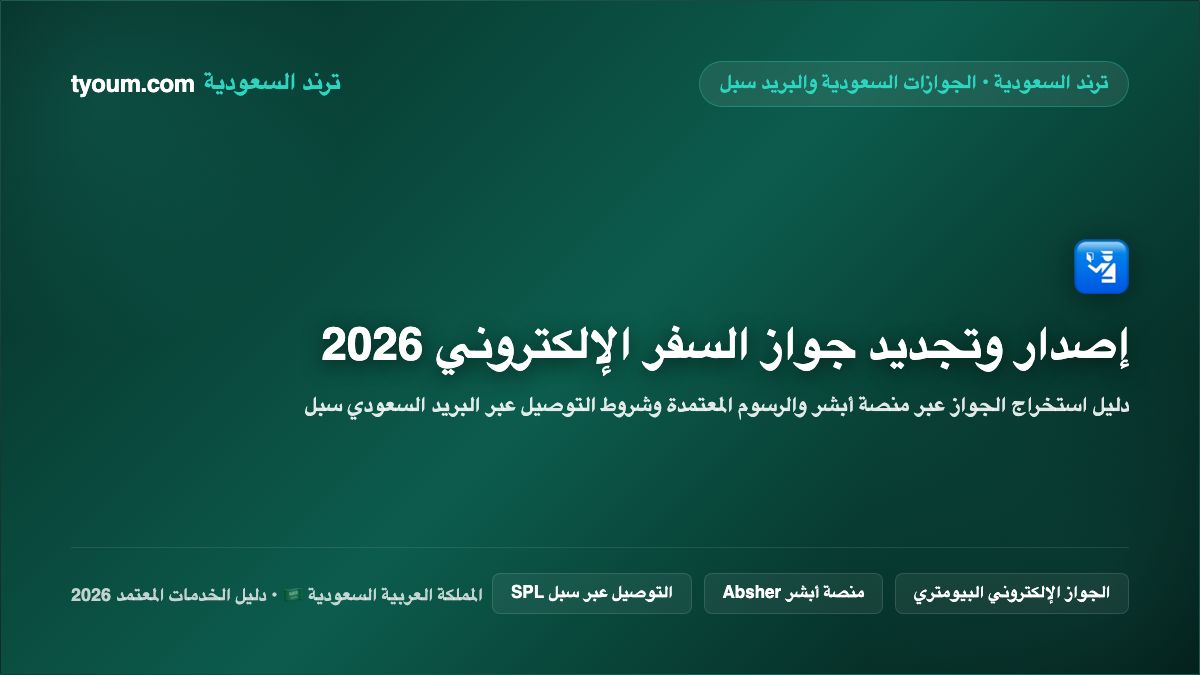 ترند السعودية • الجوازات السعودية والبريد سبل
ترند السعودية tyoum.com
إصدار وتجديد جواز السفر الإلكتروني 2026
دليل استخراج الجواز عبر منصة أبشر والرسوم المعتمدة وشروط التوصيل عبر البريد السعودي سبل
الجواز الإلكتروني البيومتري
منصة أبشر Absher
التوصيل عبر سبل SPL
المملكة العربية السعودية 🇸🇦 • دليل الخدمات المعتمد 2026